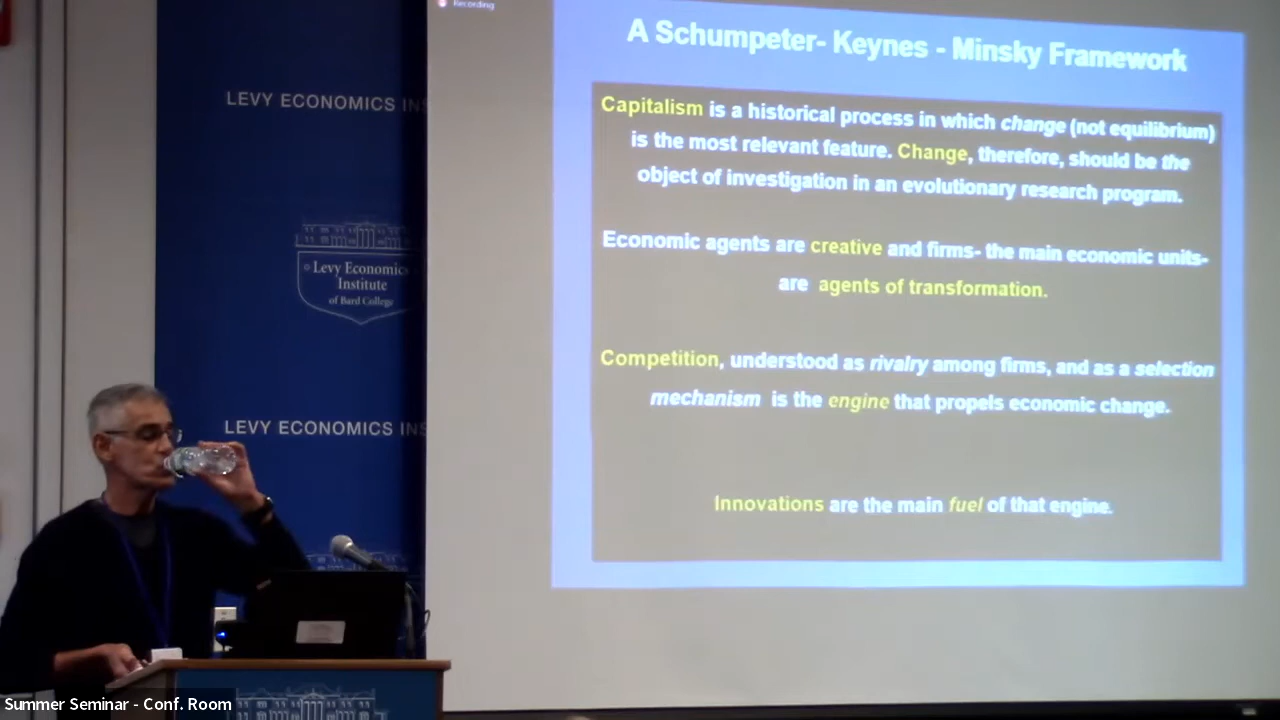 Recording
A Schumpeter- Keynes - Minsky Framework
Capitalism is a historical process in which change (not equilibrium)
is the most relevant feature. Change, therefore, should be the
object of investigation in an evolutionary research program.
Economic agents are creative and firms- the main economic units-
are agents of transformation.
Competition, understood as rivalry among firms, and as a selection
mechanism is the engine that propels economic change.
Innovations are the main fuel of that engine.
LEVY ECONOMICS INS
Levy Economics
Institute
of Bard College
LEVY ECONOMICS INS
Summer Seminar - Conf. Room